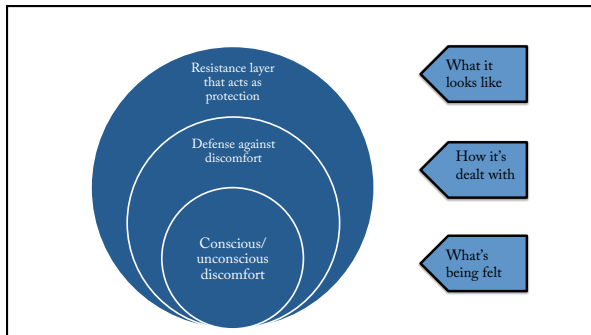 Resistance layer
that acts as
protection
What it
looks like
Defense against
discomfort
How it's
dealt with
Conscious/
unconscious
discomfort
What's
being felt